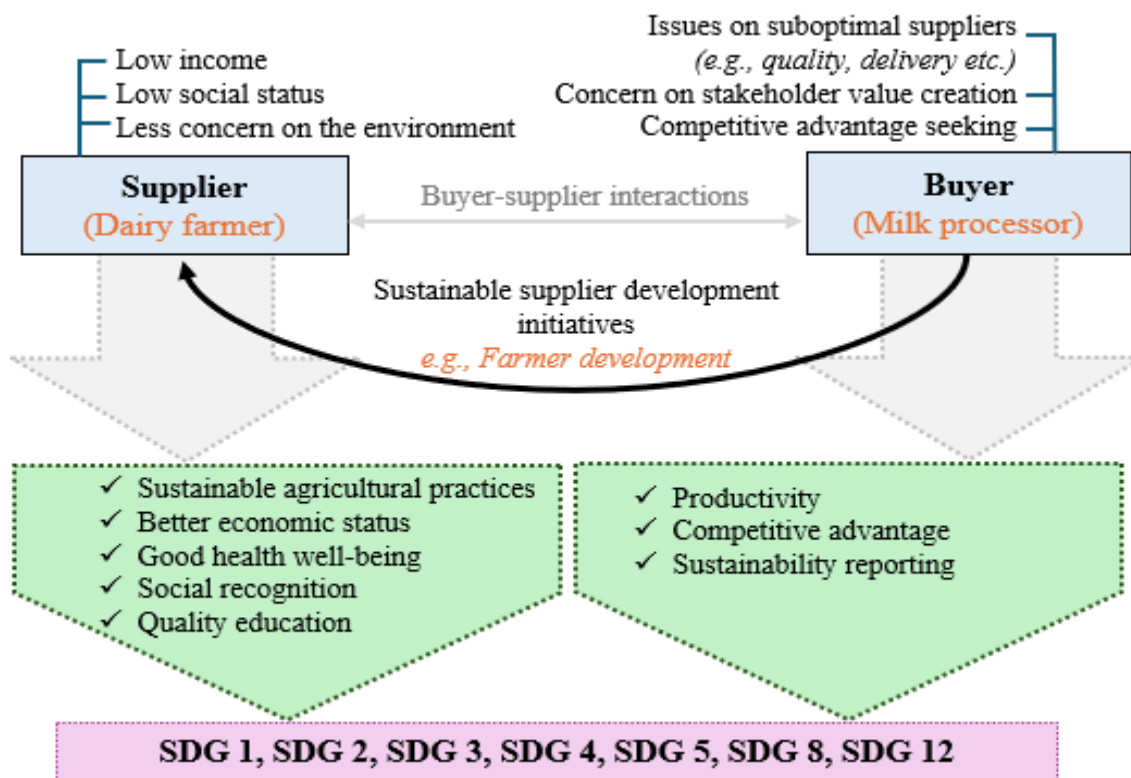 Low income
Low social status
Less concern on the environment
Issues on suboptimal suppliers
(e.g., quality, delivery etc.)
Concern on stakeholder value creation
Competitive advantage seeking
Supplier
(Dairy farmer)
Buyer-supplier interactions
Buyer
(Milk processor)
Sustainable supplier development
initiatives
e.g., Farmer development
✓ Sustainable agricultural practices
✓ Better economic status
✓ Good health well-being
✓ Social recognition
✓ Quality education
✓ Productivity
✓ Competitive advantage
✓ Sustainability reporting
SDG 1, SDG 2, SDG 3, SDG 4, SDG 5, SDG 8, SDG 12